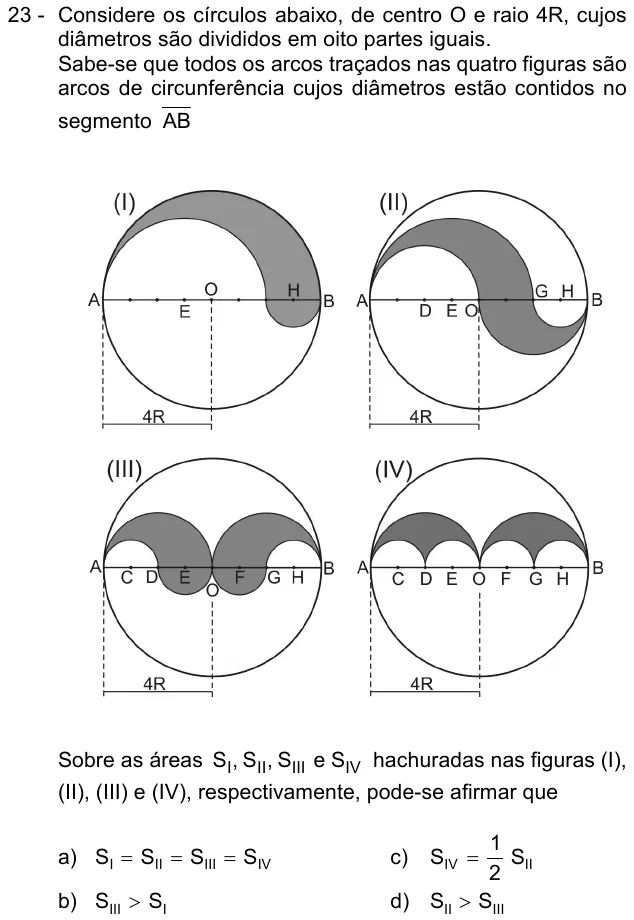 23 - Considere os círculos abaixo, de centro O e raio 4R, cujos
diâmetros são divididos em oito partes iguais.
Sabe-se que todos os arcos traçados nas quatro figuras são
arcos de circunferência cujos diâmetros estão contidos no
segmento A̅B̅
(I) (II)
A E O H B A D E O G H B
4R 4R
(III) (IV)
A C D E O F G H B A C D E O F G H B
4R 4R
Sobre as áreas S_I, S_II, S_III e S_IV hachuradas nas figuras (I),
(II), (III) e (IV), respectivamente, pode-se afirmar que
a) S_I = S_II = S_III = S_IV c) S_IV = 1/2 S_II
b) S_III > S_I d) S_II > S_III